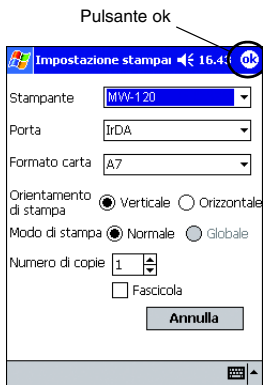 Pulsante ok
Impostazione stampai 16.43 ok
Stampante MW-120
Porta IrDA
Formato carta A7
Orientamento di stampa Verticale Orizzontale
Modo di stampa Normale Globale
Numero di copie 1
Fascicola
Annulla